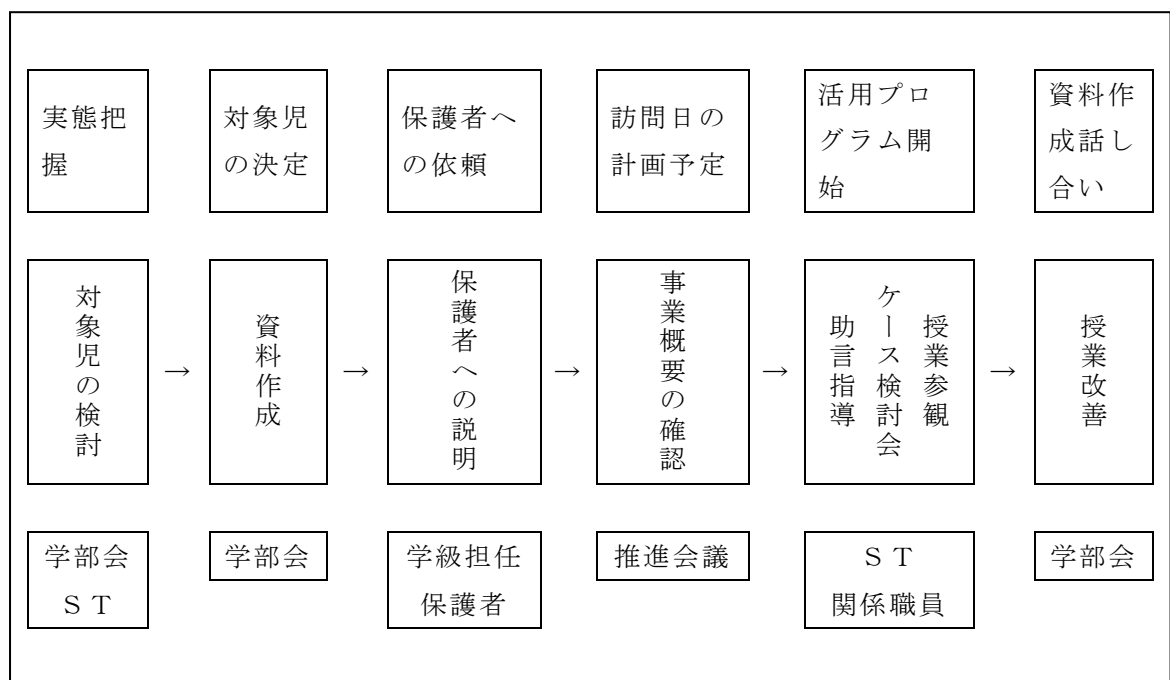 実態把
握
対象児
の決定
保護者へ
の依頼
訪問日の
計画予定
活用プロ
グラム開
始
資料作
成話し
合い
対象児の検討
→
資料作成
→
保護者への説明
→
事業概要の確認
→
授業参観
ケース検討会
助言指導
→
授業改善
学部会
ＳＴ
学部会
学級担任
保護者
推進会議
ＳＴ
関係職員
学部会